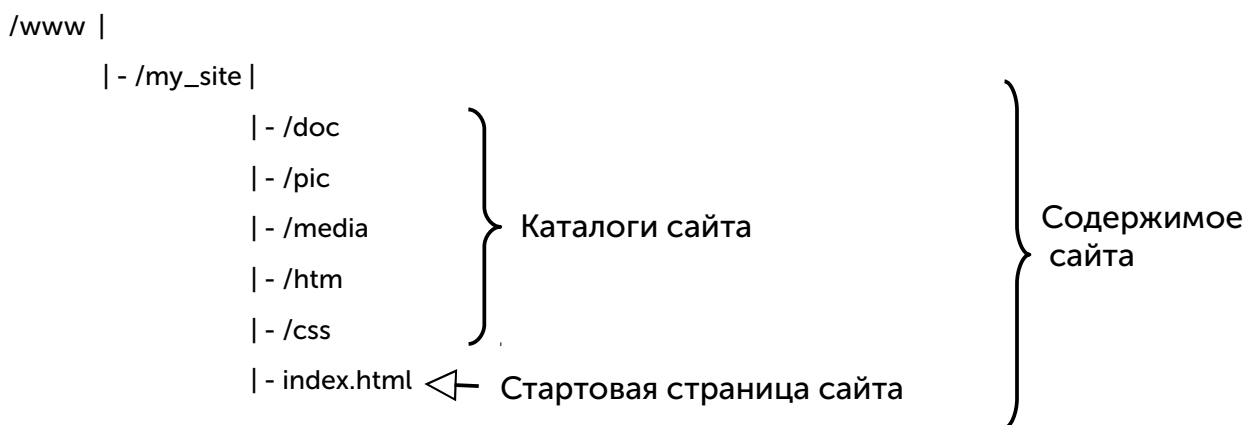 /www |
| - /my_site |
| - /doc
| - /pic
| - /media
| - /htm
| - /css
| - index.html
Каталоги сайта
Стартовая страница сайта
Содержимое
сайта